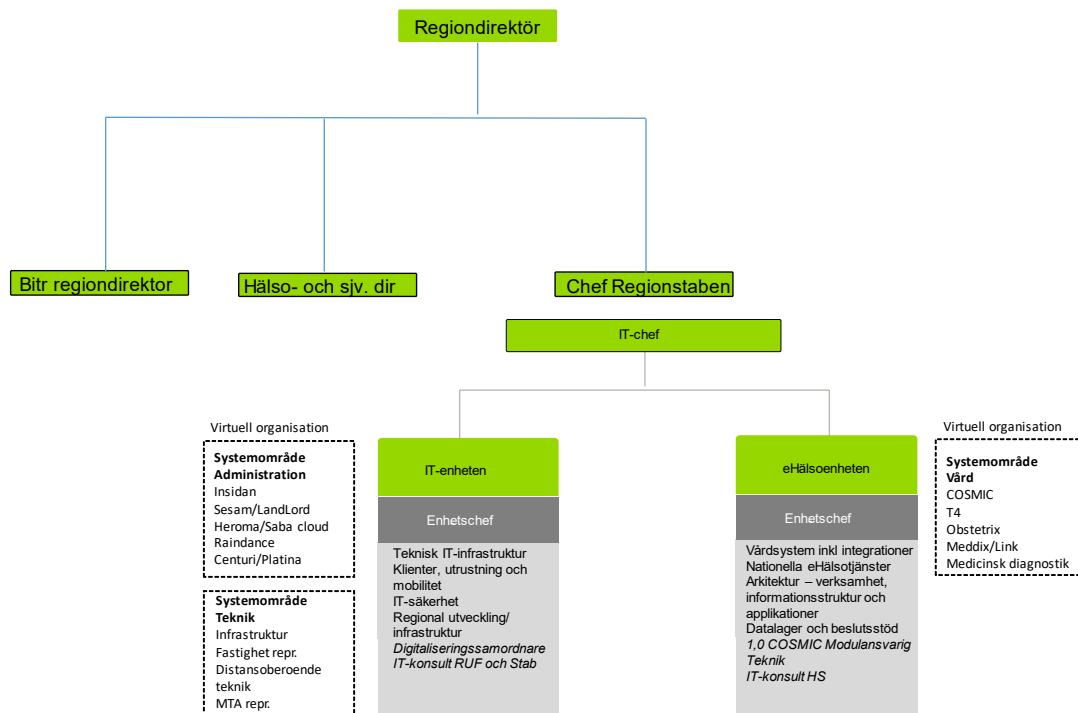 Regiondirektör
Bitr regiondirektor
Hälso- och sjv. dir
Chef Regionstaben
IT-chef
Virtuell organisation
Systemområde
Administration
Insidan
Sesam/LandLord
Heroma/Saba cloud
Raindance
Centuri/Platina
Systemområde
Teknik
Infrastruktur
Fastighet repr.
Distansoberoende
teknik
MTA repr.
IT-enheten
Enhetschef
Teknisk IT-infrastruktur
Klienter, utrustning och
mobilitet
IT-säkerhet
Regional utveckling/
infrastruktur
Digitaliseringssamordnare
IT-konsult RUF och Stab
eHälsoenheten
Enhetschef
Vårdsystem inkl integrationer
Nationella eHälsotjänster
Arkitektur – verksamhet,
informationsstruktur och
applikationer
Datalager och beslutsstöd
1,0 COSMIC Modulansvarig
Teknik
IT-konsult HS
Virtuell organisation
Systemområde
Vård
COSMIC
T4
Obstetrix
Meddix/Link
Medicinsk diagnostik